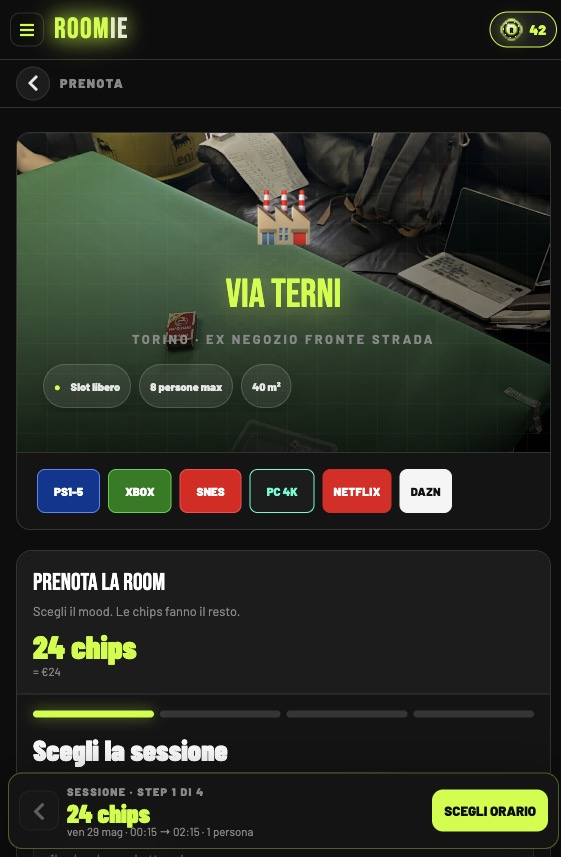 ROOMIE
42
PRENOTA
VIA TERNI
TORINO · EX NEGOZIO FRONTE STRADA
Slot libero
8 persone max
40 m²
PS1-5
XBOX
SNES
PC 4K
NETFLIX
DAZN
PRENOTA LA ROOM
Scegli il mood. Le chips fanno il resto.
24 chips
= €24
Scegli la sessione
SESSIONE · STEP 1 DI 4
24 chips
ven 29 mag · 00:15 → 02:15 · 1 persona
SCEGLI ORARIO